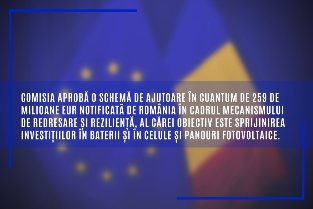 COMISIA APROBĂ O SCHEMĂ DE AJUTOARE ÎN CUANTUM DE 259 DE
MILIOANE EUR NOTIFICATĂ DE ROMÂNIA ÎN CADRUL MECANISMULUI
DE REDRESARE ȘI REZILIENȚĂ, AL CĂREI OBIECTIV ESTE SPRIJINIREA
INVESTIȚIILOR ÎN BATERII ȘI ÎN CELULE ȘI PANOURI FOTOVOLTAICE.